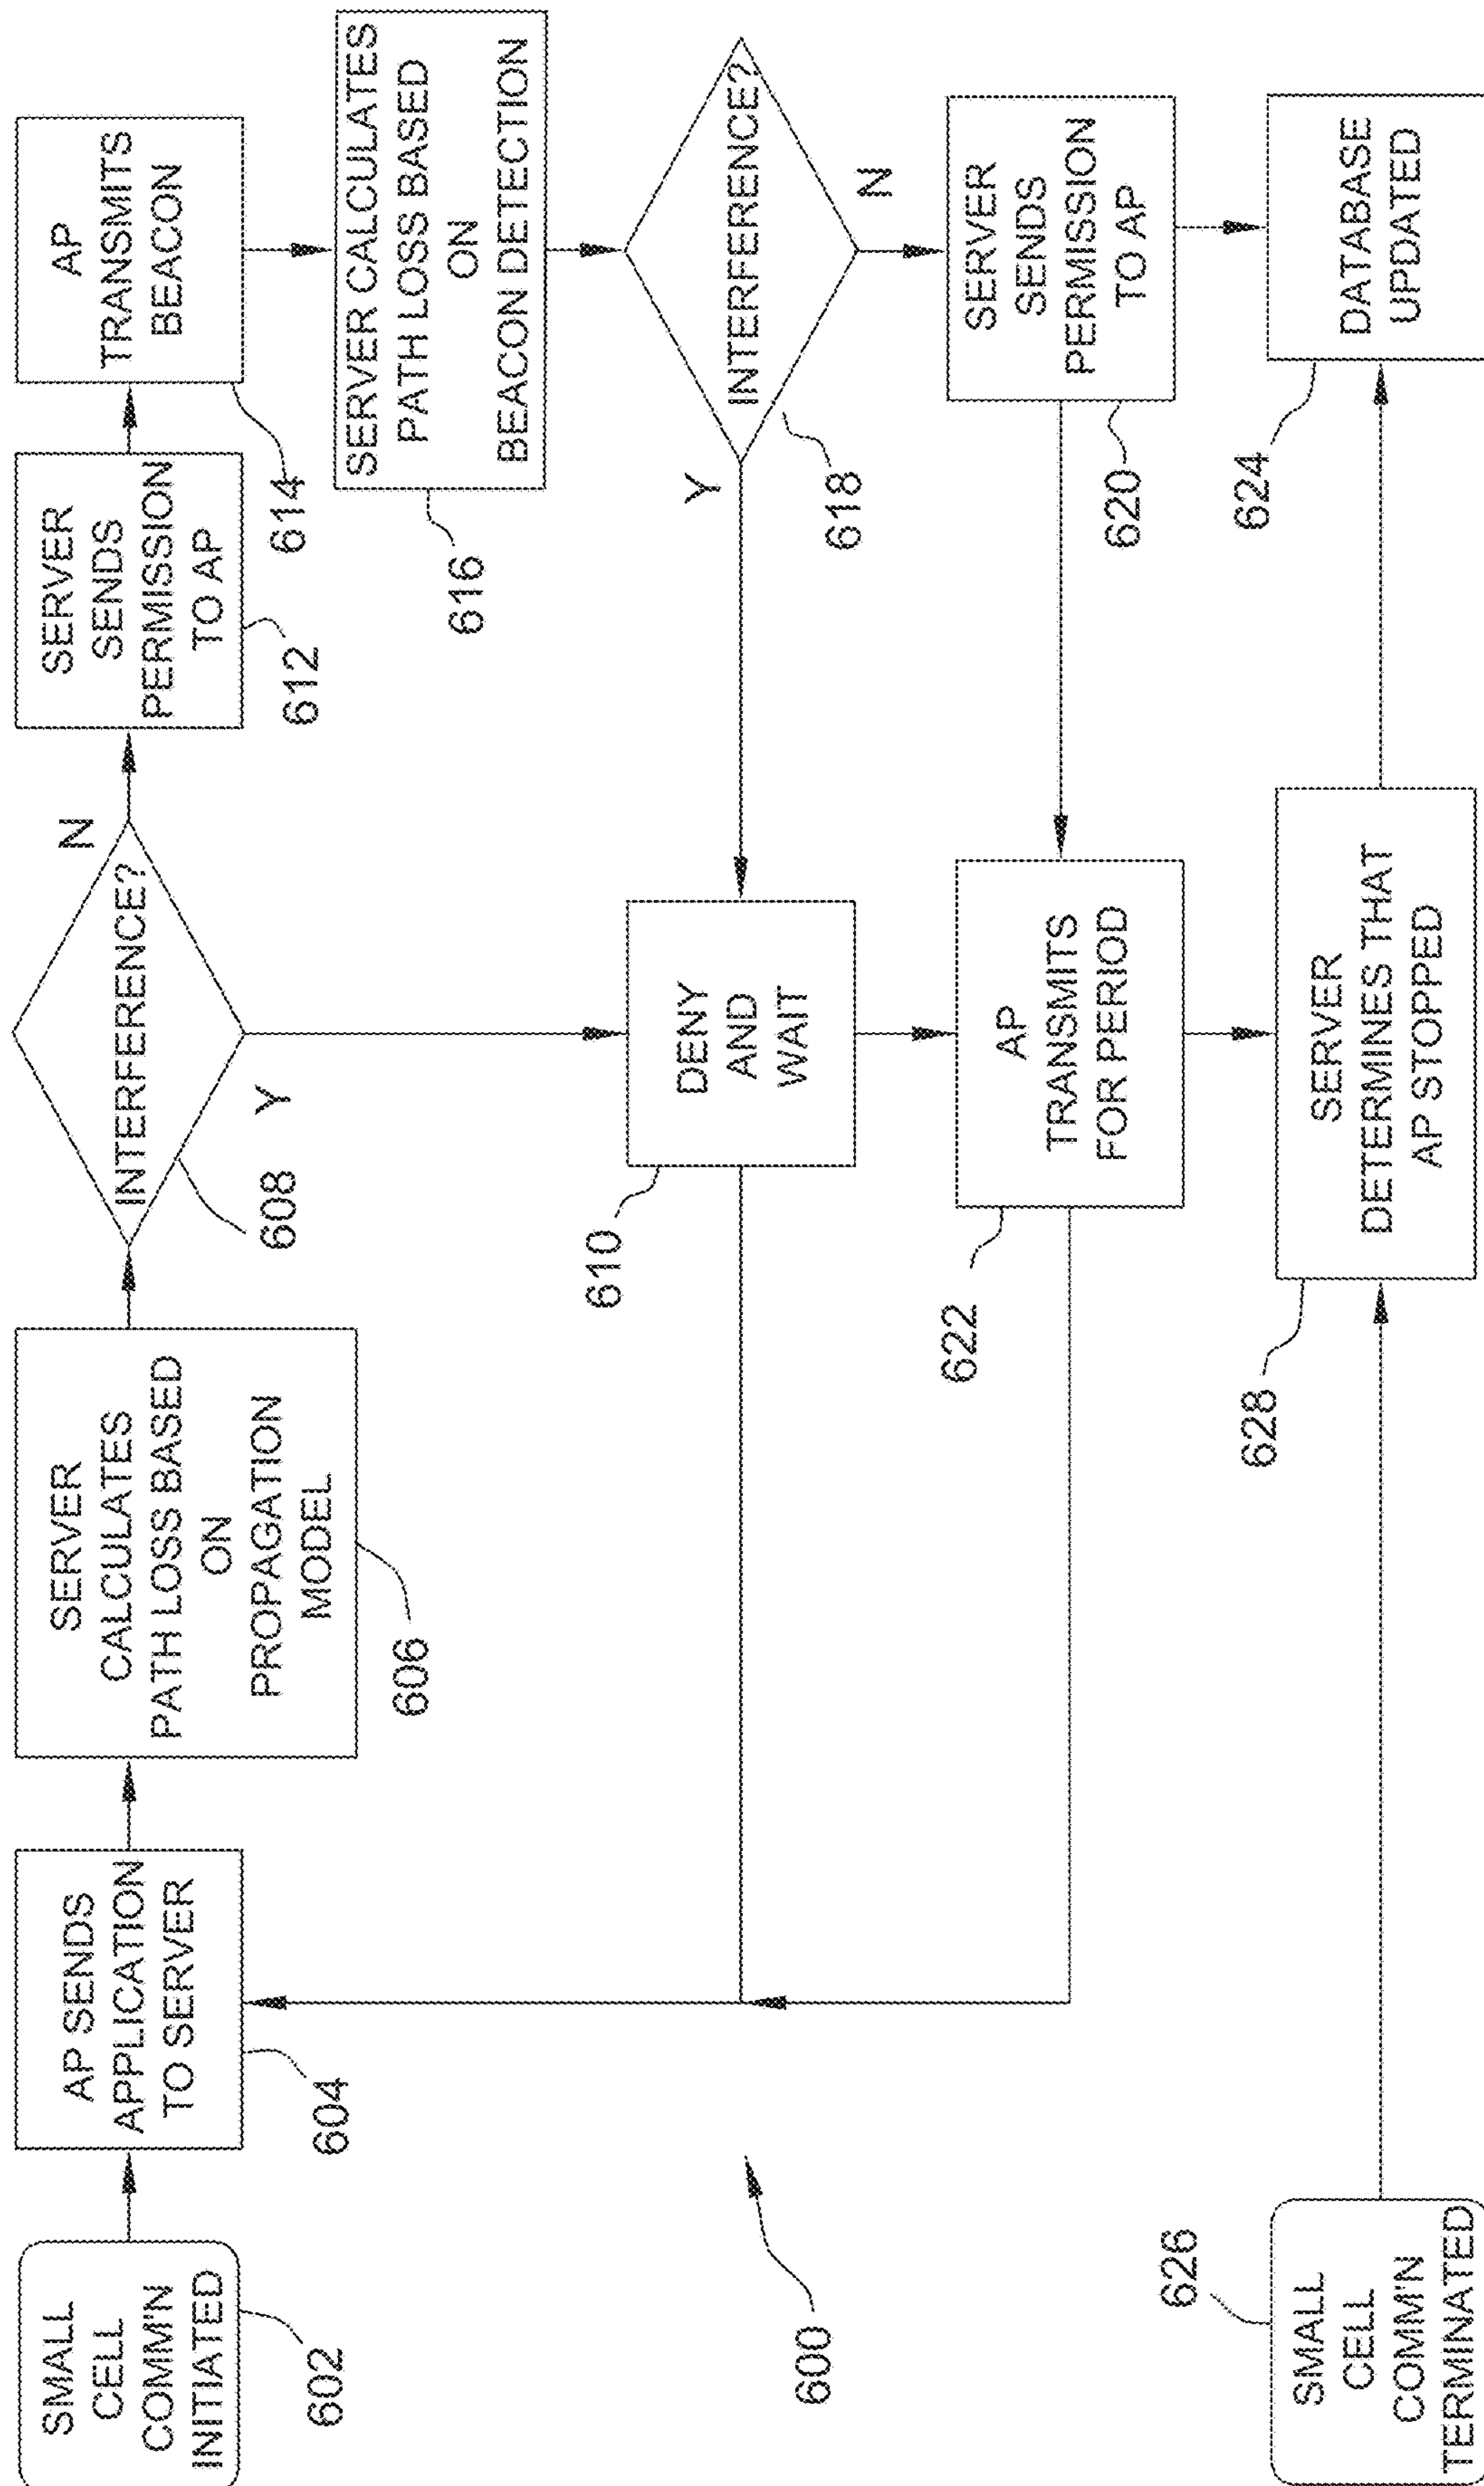 SMALL
CELL
COMM'N
INITIATED
602
AP SENDS
APPLICATION
TO SERVER
604
SERVER
CALCULATES
PATH LOSS BASED
ON
PROPAGATION
MODEL
606
INTERFERENCE?
608
N
Y
SERVER
SENDS
PERMISSION
TO AP
612
AP
TRANSMITS
BEACON
614
SERVER CALCULATES
PATH LOSS BASED
ON
BEACON DETECTION
616
INTERFERENCE?
618
Y
N
DENY
AND
WAIT
610
SERVER
SENDS
PERMISSION
TO AP
620
AP
TRANSMITS
FOR PERIOD
622
600
SMALL
CELL
COMM'N
TERMINATED
626
SERVER
DETERMINES THAT
AP STOPPED
628
DATABASE
UPDATED
624